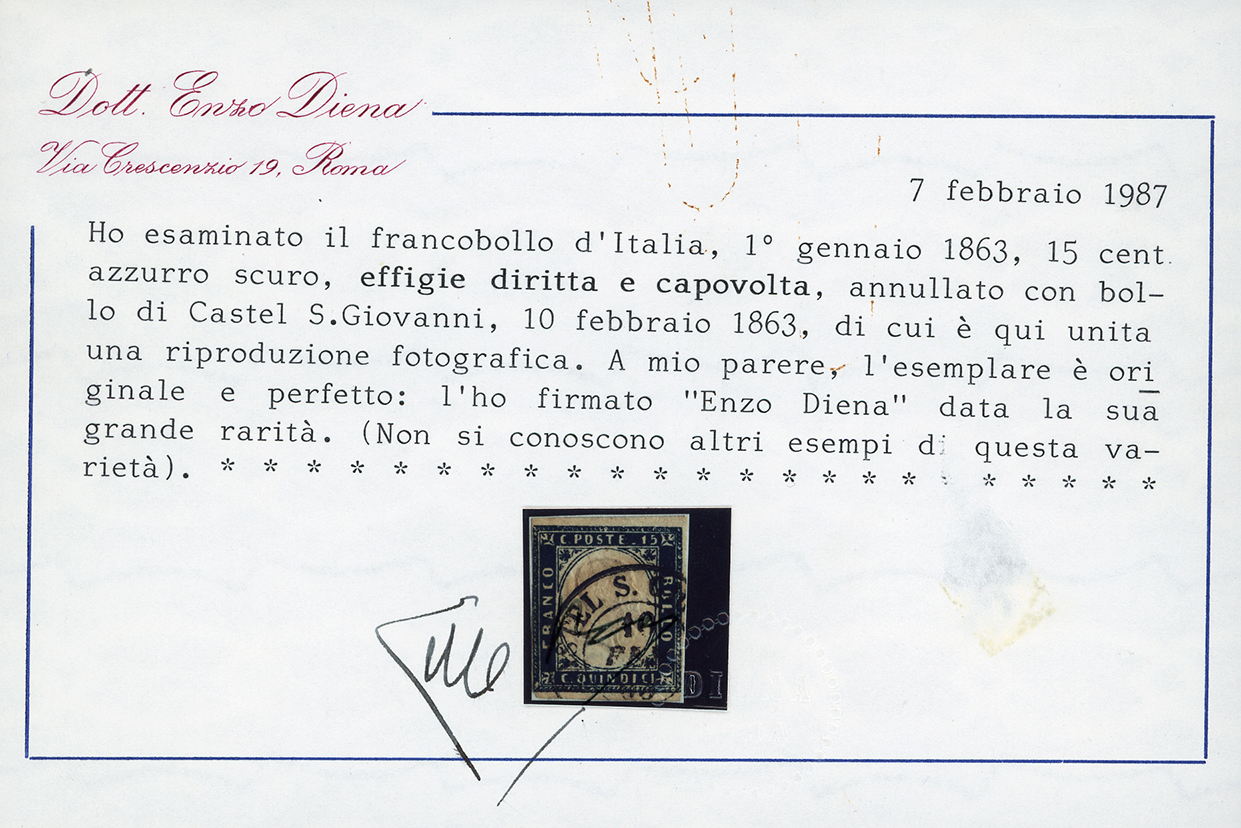 Dott. Enzo Diena
Via Crescenzio 19, Roma
7 febbraio 1987
Ho esaminato il francobollo d'Italia, 1° gennaio 1863, 15 cent.
azzurro scuro, effigie diritta e capovolta, annullato con bol-
lo di Castel S.Giovanni, 10 febbraio 1863, di cui è qui unita
una riproduzione fotografica. A mio parere, l'esemplare è ori
ginale e perfetto: l'ho firmato "Enzo Diena" data la sua
grande rarità. (Non si conoscono altri esempi di questa va-
rietà). * * * * * * * * * * * * * * * * * * * * * *
C. POSTE. 15
FRANCO
BOLLO
C. QUINDICI
TEL S.
10